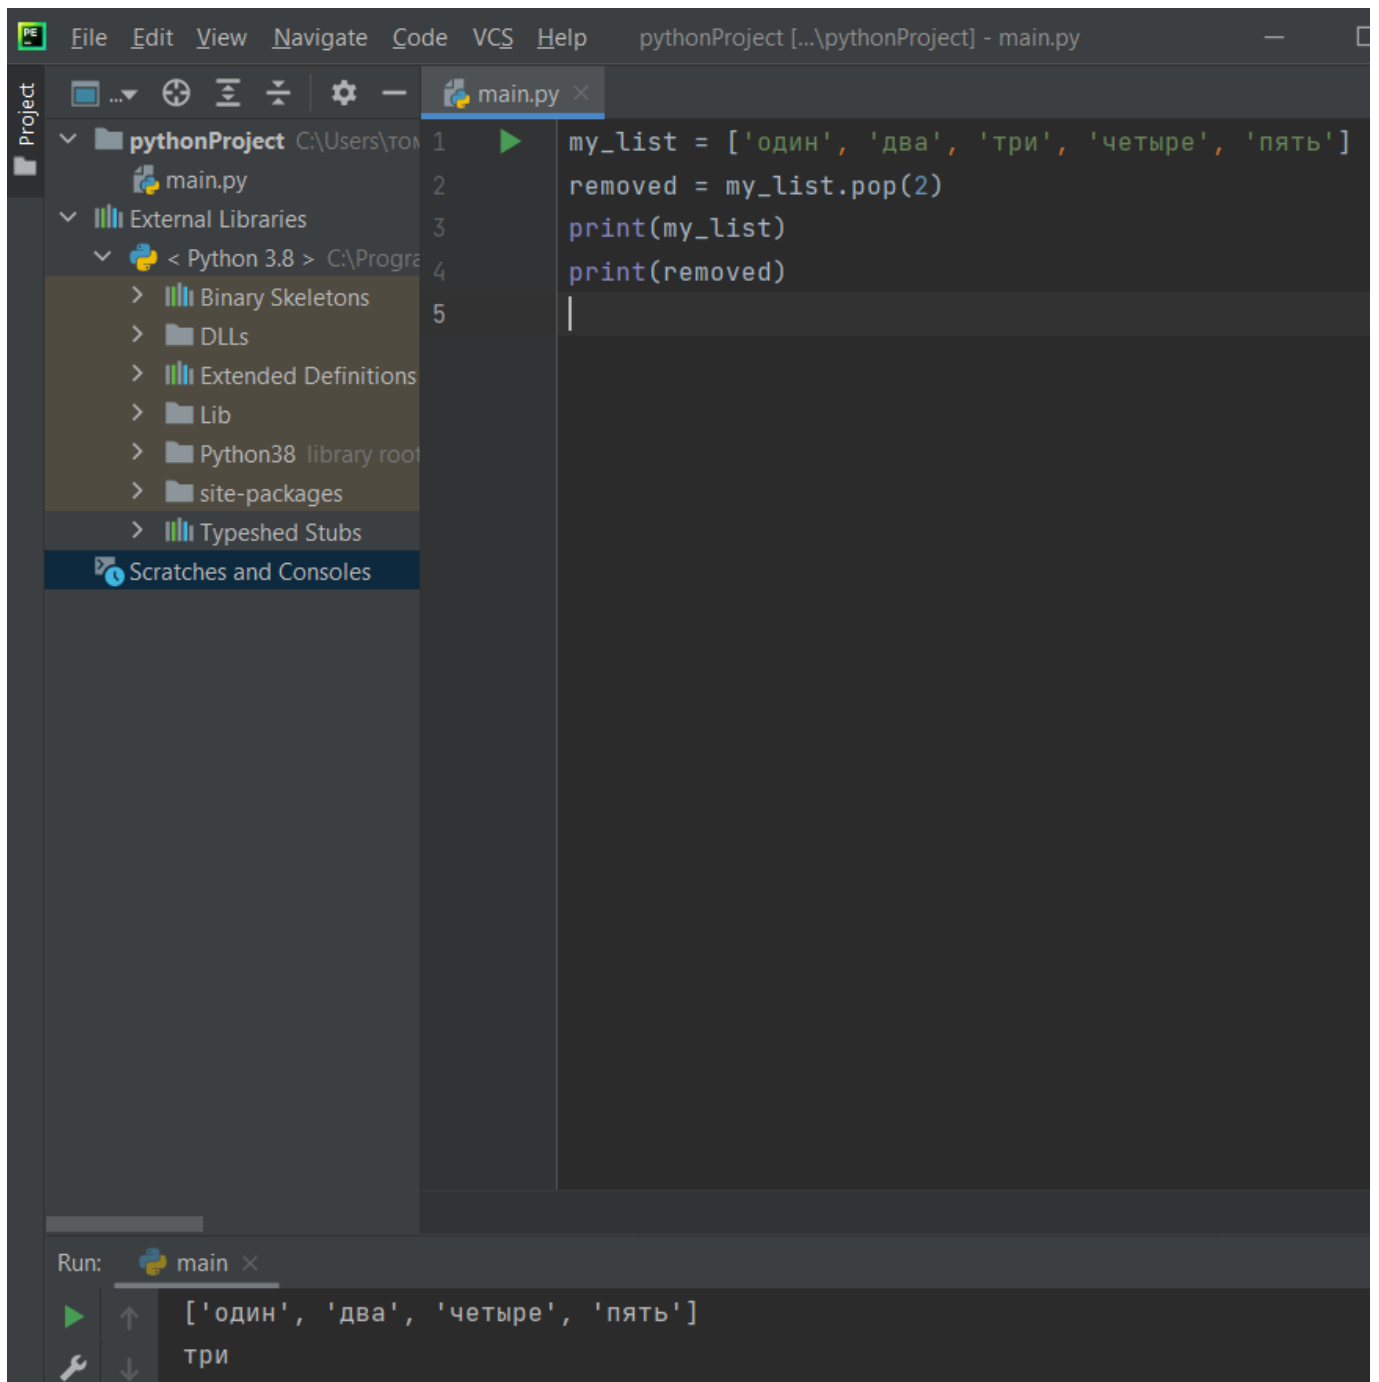 PE File Edit View Navigate Code VCS Help pythonProject [...\pythonProject] - main.py
Project
... main.py
pythonProject C:\Users\том
main.py
External Libraries
< Python 3.8 > C:\Progra
Binary Skeletons
DLLs
Extended Definitions
Lib
Python38 library root
site-packages
Typeshed Stubs
Scratches and Consoles
1 my_list = ['один', 'два', 'три', 'четыре', 'пять']
2 removed = my_list.pop(2)
3 print(my_list)
4 print(removed)
5
Run: main
['один', 'два', 'четыре', 'пять']
три